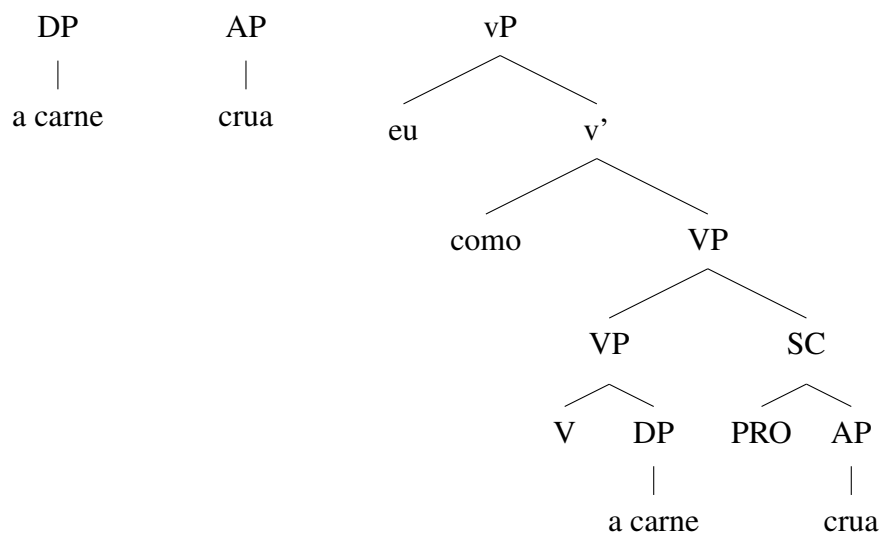 DP AP vP
a carne crua eu v’
como VP
VP SC
V DP PRO AP
a carne crua